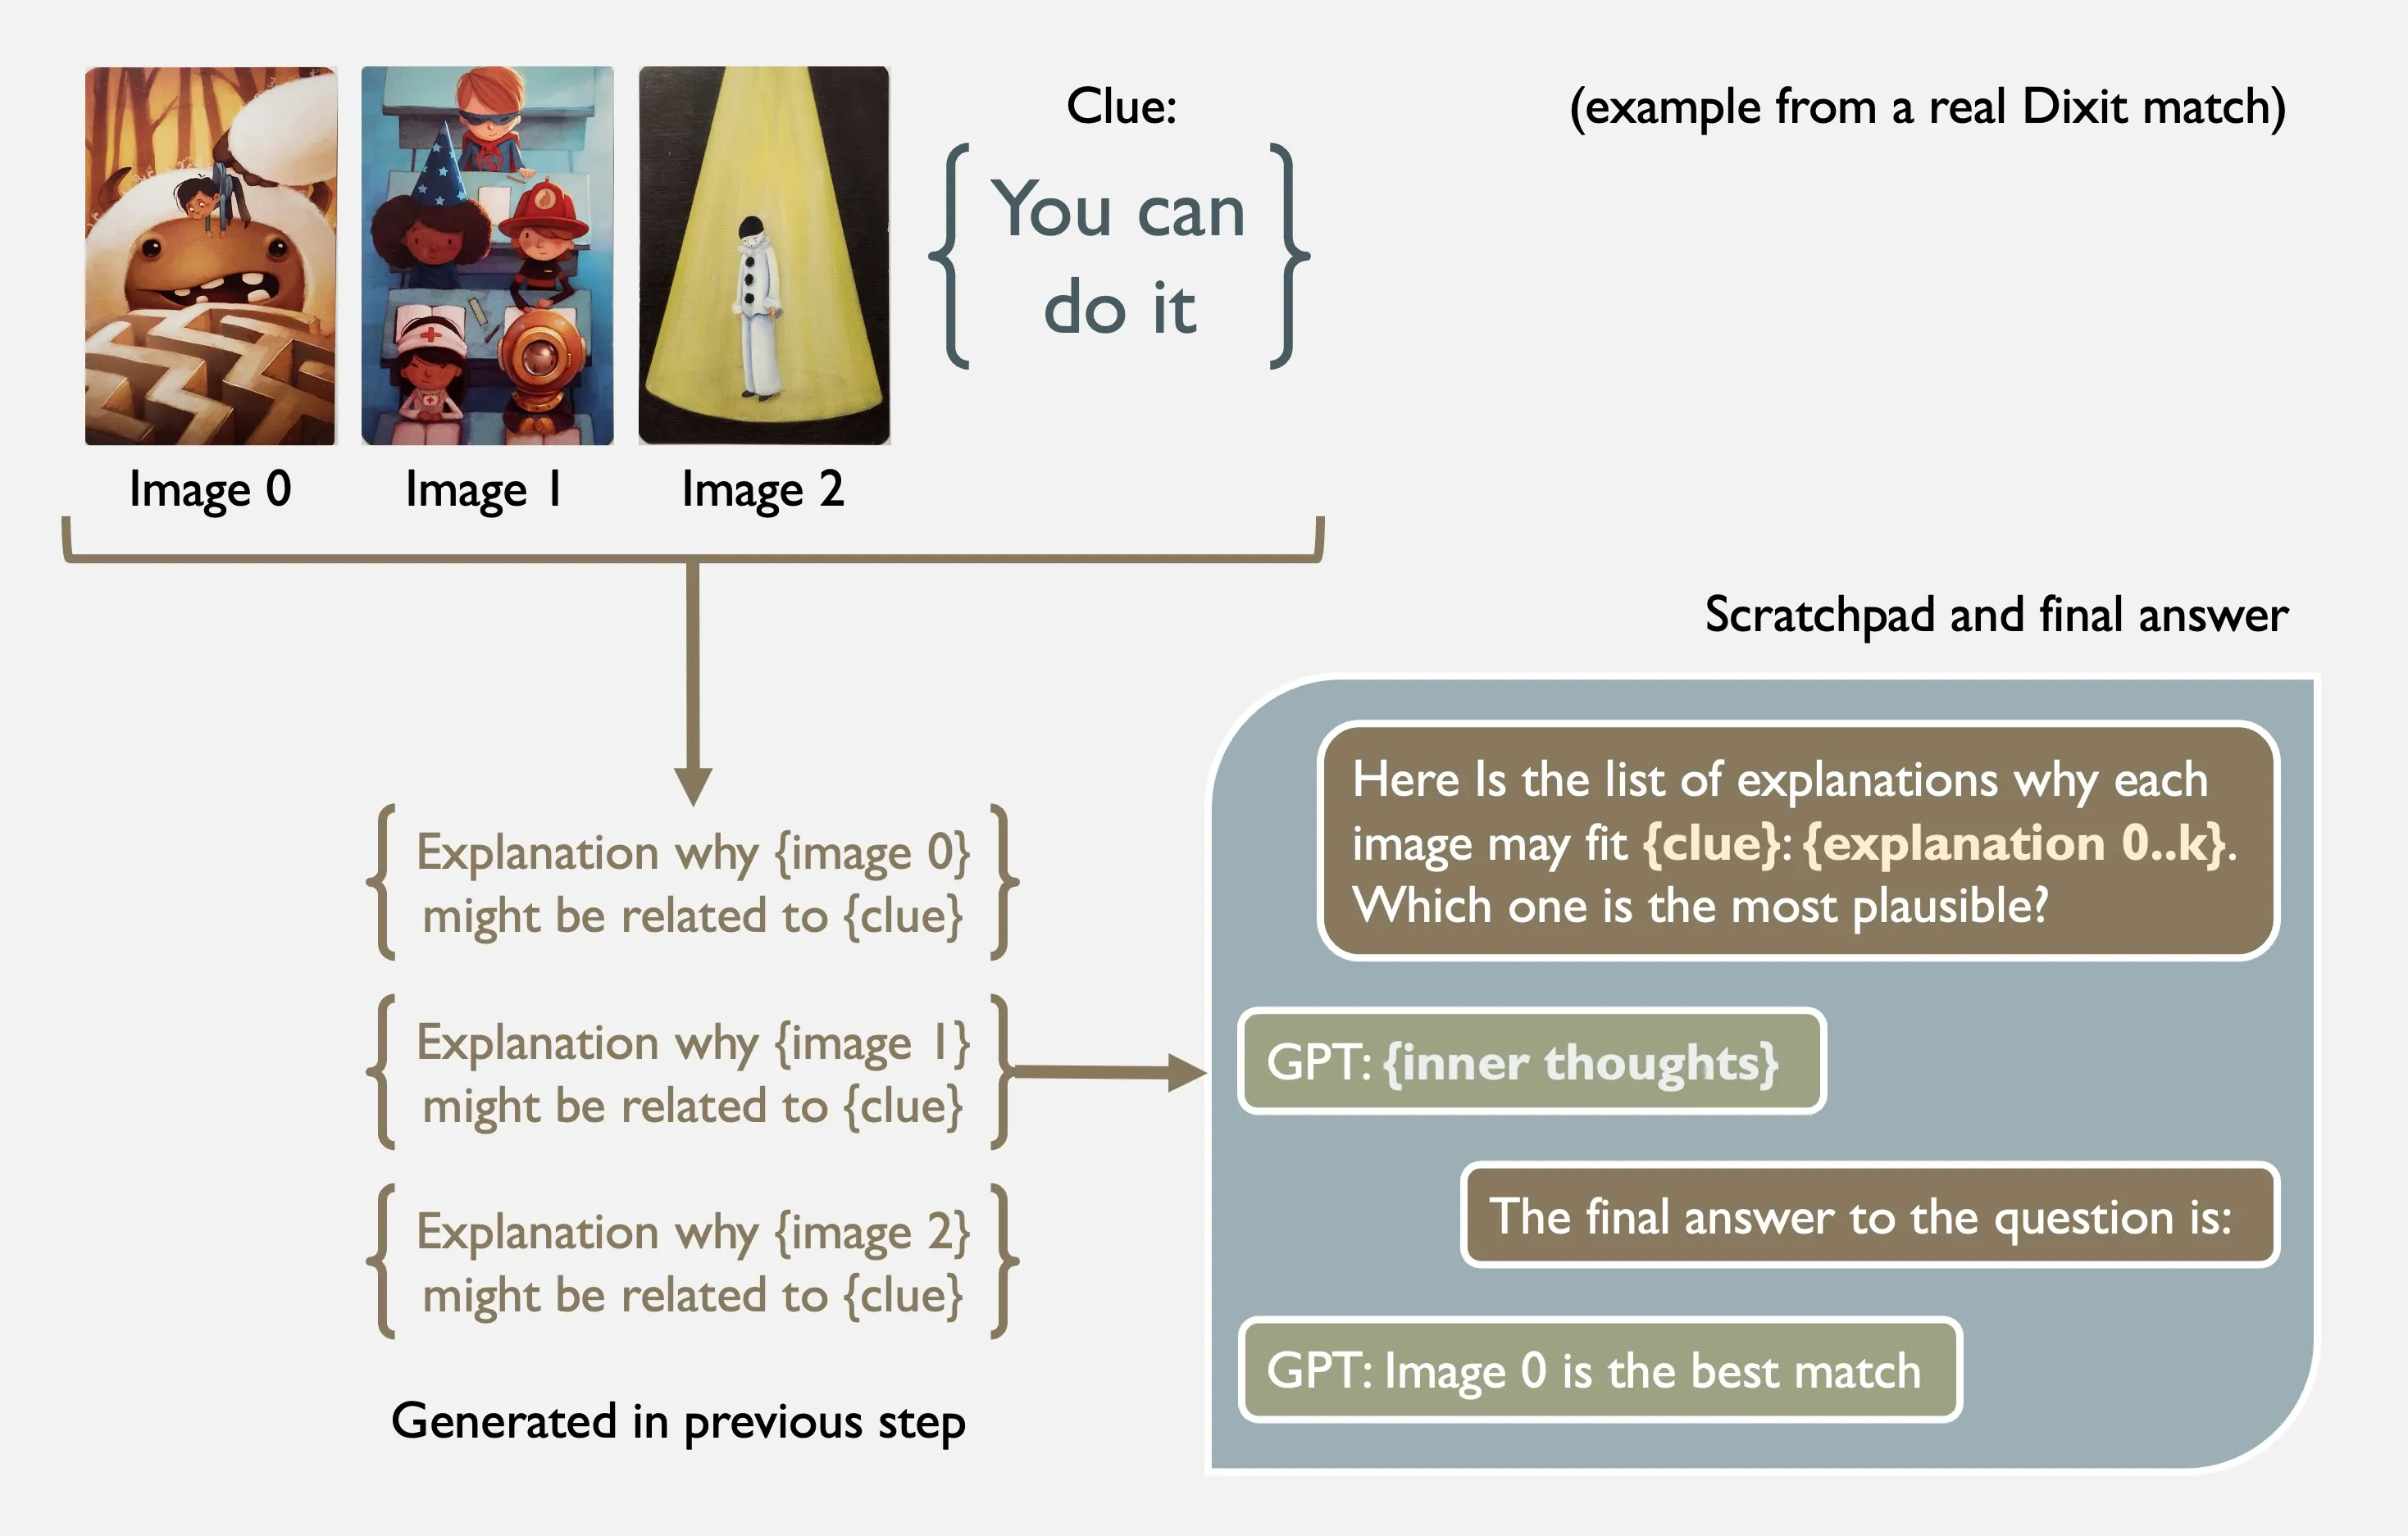 Clue:
(example from a real Dixit match)
You can
do it
Image 0
Image 1
Image 2
Scratchpad and final answer
Explanation why {image 0}
might be related to {clue}
Explanation why {image 1}
might be related to {clue}
Explanation why {image 2}
might be related to {clue}
Generated in previous step
Here Is the list of explanations why each
image may fit {clue}: {explanation 0..k}.
Which one is the most plausible?
GPT: {inner thoughts}
The final answer to the question is:
GPT: Image 0 is the best match